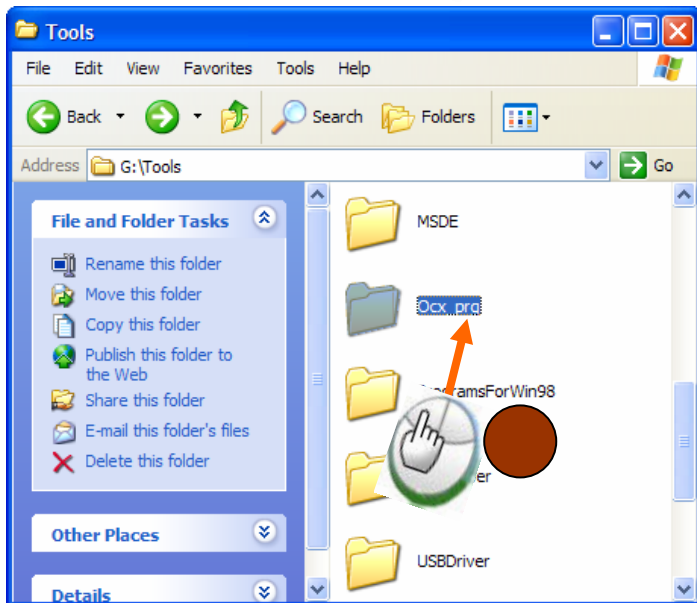 Tools
File Edit View Favorites Tools Help
Back Search Folders
Address G:\Tools Go
File and Folder Tasks
Rename this folder
Move this folder
Copy this folder
Publish this folder to
the Web
Share this folder
E-mail this folder's files
Delete this folder
Other Places
Details
MSDE
Ocx_prg
ProgramsForWin98
USBDriver